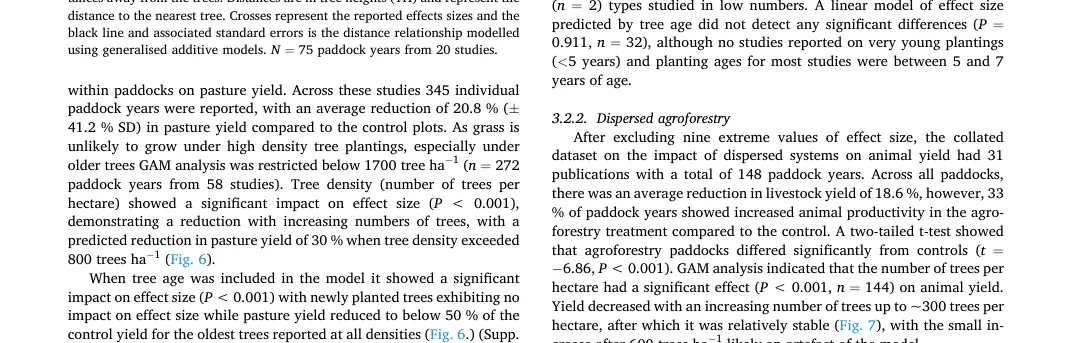 distance to the nearest tree. Crosses represent the reported effects sizes and the
black line and associated standard errors is the distance relationship modelled
using generalised additive models. N = 75 paddock years from 20 studies.
within paddocks on pasture yield. Across these studies 345 individual
paddock years were reported, with an average reduction of 20.8 % (±
41.2 % SD) in pasture yield compared to the control plots. As grass is
unlikely to grow under high density tree plantings, especially under
older trees GAM analysis was restricted below 1700 tree ha⁻¹ (n = 272
paddock years from 58 studies). Tree density (number of trees per
hectare) showed a significant impact on effect size (P < 0.001),
demonstrating a reduction with increasing numbers of trees, with a
predicted reduction in pasture yield of 30 % when tree density exceeded
800 trees ha⁻¹ (Fig. 6).
When tree age was included in the model it showed a significant
impact on effect size (P < 0.001) with newly planted trees exhibiting no
impact on effect size while pasture yield reduced to below 50 % of the
control yield for the oldest trees reported at all densities (Fig. 6.) (Supp.
(n = 2) types studied in low numbers. A linear model of effect size
predicted by tree age did not detect any significant differences (P =
0.911, n = 32), although no studies reported on very young plantings
(<5 years) and planting ages for most studies were between 5 and 7
years of age.
3.2.2. Dispersed agroforestry
After excluding nine extreme values of effect size, the collated
dataset on the impact of dispersed systems on animal yield had 31
publications with a total of 148 paddock years. Across all paddocks,
there was an average reduction in livestock yield of 18.6 %, however, 33
% of paddock years showed increased animal productivity in the agro-
forestry treatment compared to the control. A two-tailed t-test showed
that agroforestry paddocks differed significantly from controls (t =
−6.86, P < 0.001). GAM analysis indicated that the number of trees per
hectare had a significant effect (P < 0.001, n = 144) on animal yield.
Yield decreased with an increasing number of trees up to ~300 trees per
hectare, after which it was relatively stable (Fig. 7), with the small in-